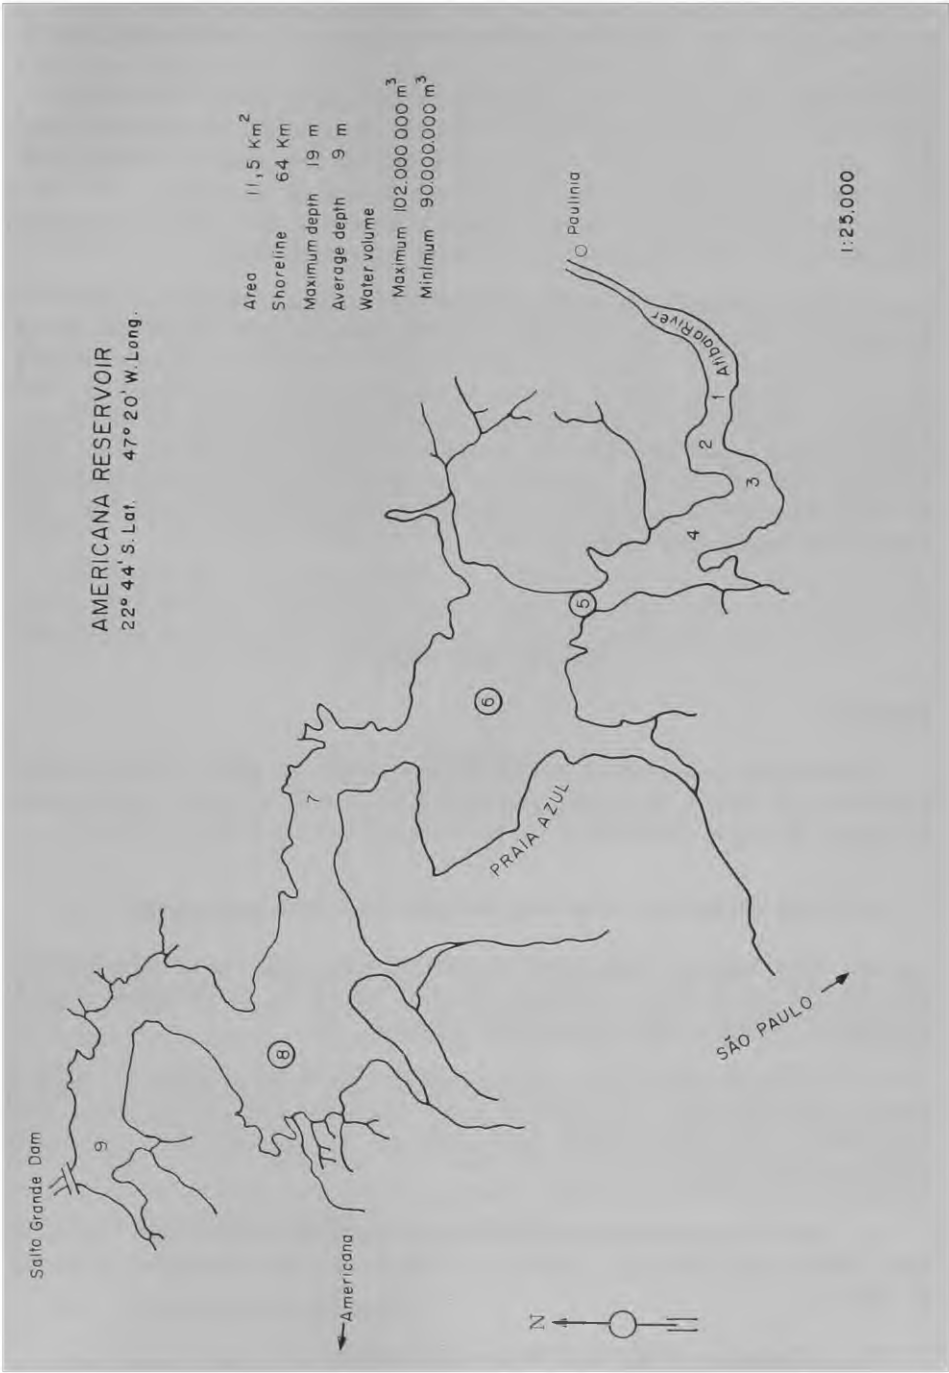 AMERICANA RESERVOIR
22° 44' S. Lat. 47° 20' W. Long.
Area 11,5 Km²
Shoreline 64 Km
Maximum depth 19 m
Average depth 9 m
Water volume
Maximum 102.000 000 m³
Minimum 90.000.000 m³
Salto Grande Dam
9
8
7
6
5
4
3
2
1
Atibaia River
Paulinia
PRAIA AZUL
Americana
SÃO PAULO
N
1:25.000